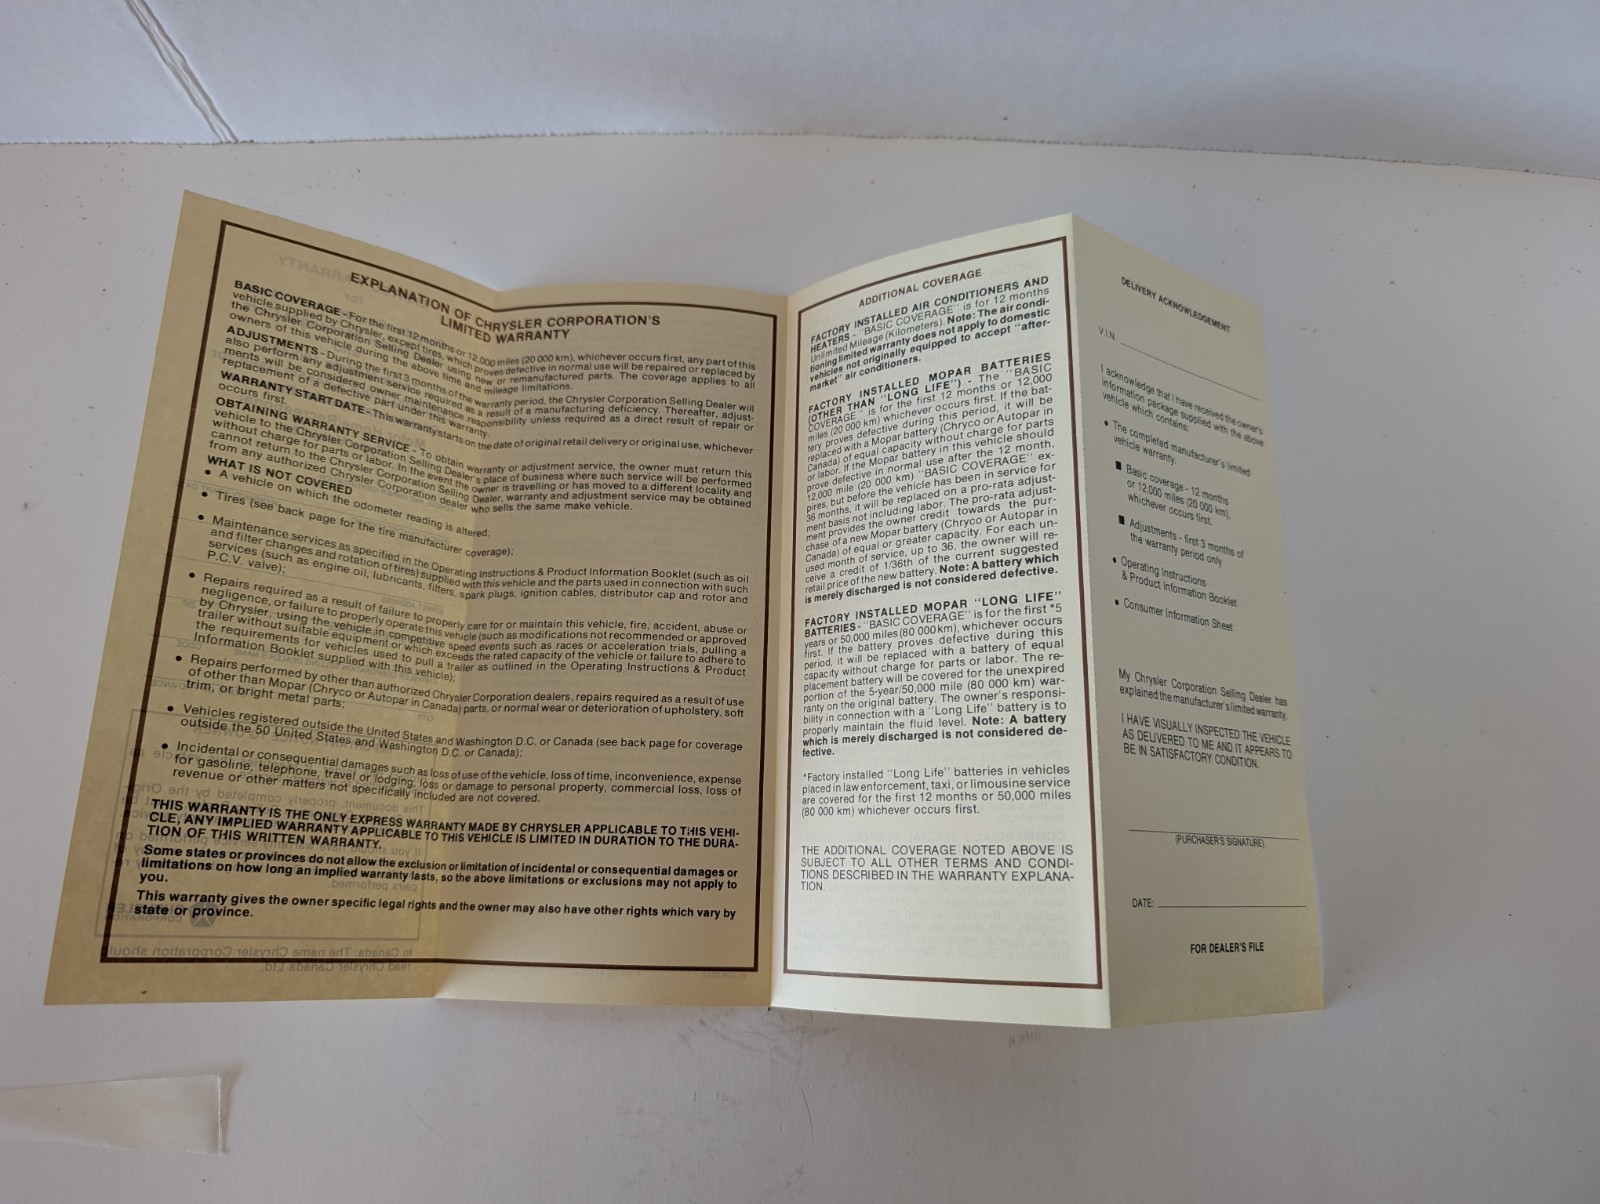 EXPLANATION OF CHRYSLER CORPORATION'S
LIMITED WARRANTY
BASIC COVERAGE - For the first 12 months or 12,000 miles (20 000 km), whichever occurs first, any part of this
vehicle supplied by Chrysler, except tires, which proves defective in normal use will be repaired or replaced by
the Chrysler Corporation Selling Dealer using new or remanufactured parts. The coverage applies to all
owners of this vehicle during the above time and mileage limitations.
ADJUSTMENTS - During the first 3 months of the warranty period, the Chrysler Corporation Selling Dealer will
also perform any adjustment service required as a result of a manufacturing deficiency. Thereafter, adjust-
ments will be considered owner maintenance responsibility unless required as a direct result of repair or
replacement of a defective part under this warranty.
WARRANTY START DATE - This warranty starts on the date of original retail delivery or original use, whichever
occurs first.
OBTAINING WARRANTY SERVICE - To obtain warranty or adjustment service, the owner must return this
vehicle to the Chrysler Corporation Selling Dealer's place of business where such service will be performed
without charge for parts or labor. In the event the owner is travelling or has moved to a different locality and
cannot return to the Chrysler Corporation Selling Dealer, warranty and adjustment service may be obtained
from any authorized Chrysler Corporation dealer who sells the same make vehicle.
WHAT IS NOT COVERED
• A vehicle on which the odometer reading is altered;
• Tires (see back page for the tire manufacturer coverage);
• Maintenance services as specified in the Operating Instructions & Product Information Booklet (such as oil
and filter changes and rotation of tires) supplied with this vehicle and the parts used in connection with such
services (such as engine oil, lubricants, filters, spark plugs, ignition cables, distributor cap and rotor and
P.C.V. valve);
• Repairs required as a result of failure to properly care for or maintain this vehicle, fire, accident, abuse or
negligence, or failure to properly operate this vehicle (such as modifications not recommended or approved
by Chrysler, using the vehicle in competitive speed events such as races or acceleration trials, pulling a
trailer without suitable equipment or which exceeds the rated capacity of the vehicle or failure to adhere to
the requirements for vehicles used to pull a trailer as outlined in the Operating Instructions & Product
Information Booklet supplied with this vehicle);
• Repairs performed by other than authorized Chrysler Corporation dealers, repairs required as a result of use
of other than Mopar (Chryco or Autopar in Canada) parts, or normal wear or deterioration of upholstery, soft
trim, or bright metal parts;
• Vehicles registered outside the United States and Washington D.C. or Canada (see back page for coverage
outside the 50 United States and Washington D.C. or Canada);
• Incidental or consequential damages such as loss of use of the vehicle, loss of time, inconvenience, expense
for gasoline, telephone, travel or lodging, loss or damage to personal property, commercial loss, loss of
revenue or other matters not specifically included are not covered.
THIS WARRANTY IS THE ONLY EXPRESS WARRANTY MADE BY CHRYSLER APPLICABLE TO THIS VEHI-
CLE, ANY IMPLIED WARRANTY APPLICABLE TO THIS VEHICLE IS LIMITED IN DURATION TO THE DURA-
TION OF THIS WRITTEN WARRANTY.
Some states or provinces do not allow the exclusion or limitation of incidental or consequential damages or
limitations on how long an implied warranty lasts, so the above limitations or exclusions may not apply to
you.
This warranty gives the owner specific legal rights and the owner may also have other rights which vary by
state or province.
ADDITIONAL COVERAGE
FACTORY INSTALLED AIR CONDITIONERS AND
HEATERS - "BASIC COVERAGE" is for 12 months
Unlimited Mileage (Kilometers). Note: The air condi-
tioning limited warranty does not apply to domestic
vehicles not originally equipped to accept "after-
market" air conditioners.
FACTORY INSTALLED MOPAR BATTERIES
(OTHER THAN "LONG LIFE") - The "BASIC
COVERAGE" is for the first 12 months or 12,000
miles (20 000 km) whichever occurs first. If the bat-
tery proves defective during this period, it will be
replaced with a Mopar battery (Chryco or Autopar in
Canada) of equal capacity without charge for parts
or labor. If the Mopar battery in this vehicle should
prove defective in normal use after the 12 month,
12,000 mile (20 000 km) "BASIC COVERAGE" ex-
pires, but before the vehicle has been in service for
36 months, it will be replaced on a pro-rata adjust-
ment basis not including labor. The pro-rata adjust-
ment provides the owner credit towards the pur-
chase of a new Mopar battery (Chryco or Autopar in
Canada) of equal or greater capacity. For each un-
used month of service, up to 36, the owner will re-
ceive a credit of 1/36th of the current suggested
retail price of the new battery. Note: A battery which
is merely discharged is not considered defective.
FACTORY INSTALLED MOPAR "LONG LIFE"
BATTERIES - "BASIC COVERAGE" is for the first *5
years or 50,000 miles (80 000 km), whichever occurs
first. If the battery proves defective during this
period, it will be replaced with a battery of equal
capacity without charge for parts or labor. The re-
placement battery will be covered for the unexpired
portion of the 5-year/50,000 mile (80 000 km) war-
ranty on the original battery. The owner's responsi-
bility in connection with a "Long Life" battery is to
properly maintain the fluid level. Note: A battery
which is merely discharged is not considered de-
fective.
*Factory installed "Long Life" batteries in vehicles
placed in law enforcement, taxi, or limousine service
are covered for the first 12 months or 50,000 miles
(80 000 km) whichever occurs first.
THE ADDITIONAL COVERAGE NOTED ABOVE IS
SUBJECT TO ALL OTHER TERMS AND CONDI-
TIONS DESCRIBED IN THE WARRANTY EXPLANA-
TION.
DELIVERY ACKNOWLEDGEMENT
V.I.N.
I acknowledge that I have received the owner's
information package supplied with the above
vehicle which contains:
• The completed manufacturer's limited
vehicle warranty.
■ Basic coverage - 12 months
or 12,000 miles (20 000 km),
whichever occurs first.
■ Adjustments - first 3 months of
the warranty period only
• Operating Instructions
& Product Information Booklet
• Consumer Information Sheet
My Chrysler Corporation Selling Dealer has
explained the manufacturer's limited warranty.
I HAVE VISUALLY INSPECTED THE VEHICLE
AS DELIVERED TO ME AND IT APPEARS TO
BE IN SATISFACTORY CONDITION.
(PURCHASER'S SIGNATURE)
DATE:
FOR DEALER'S FILE